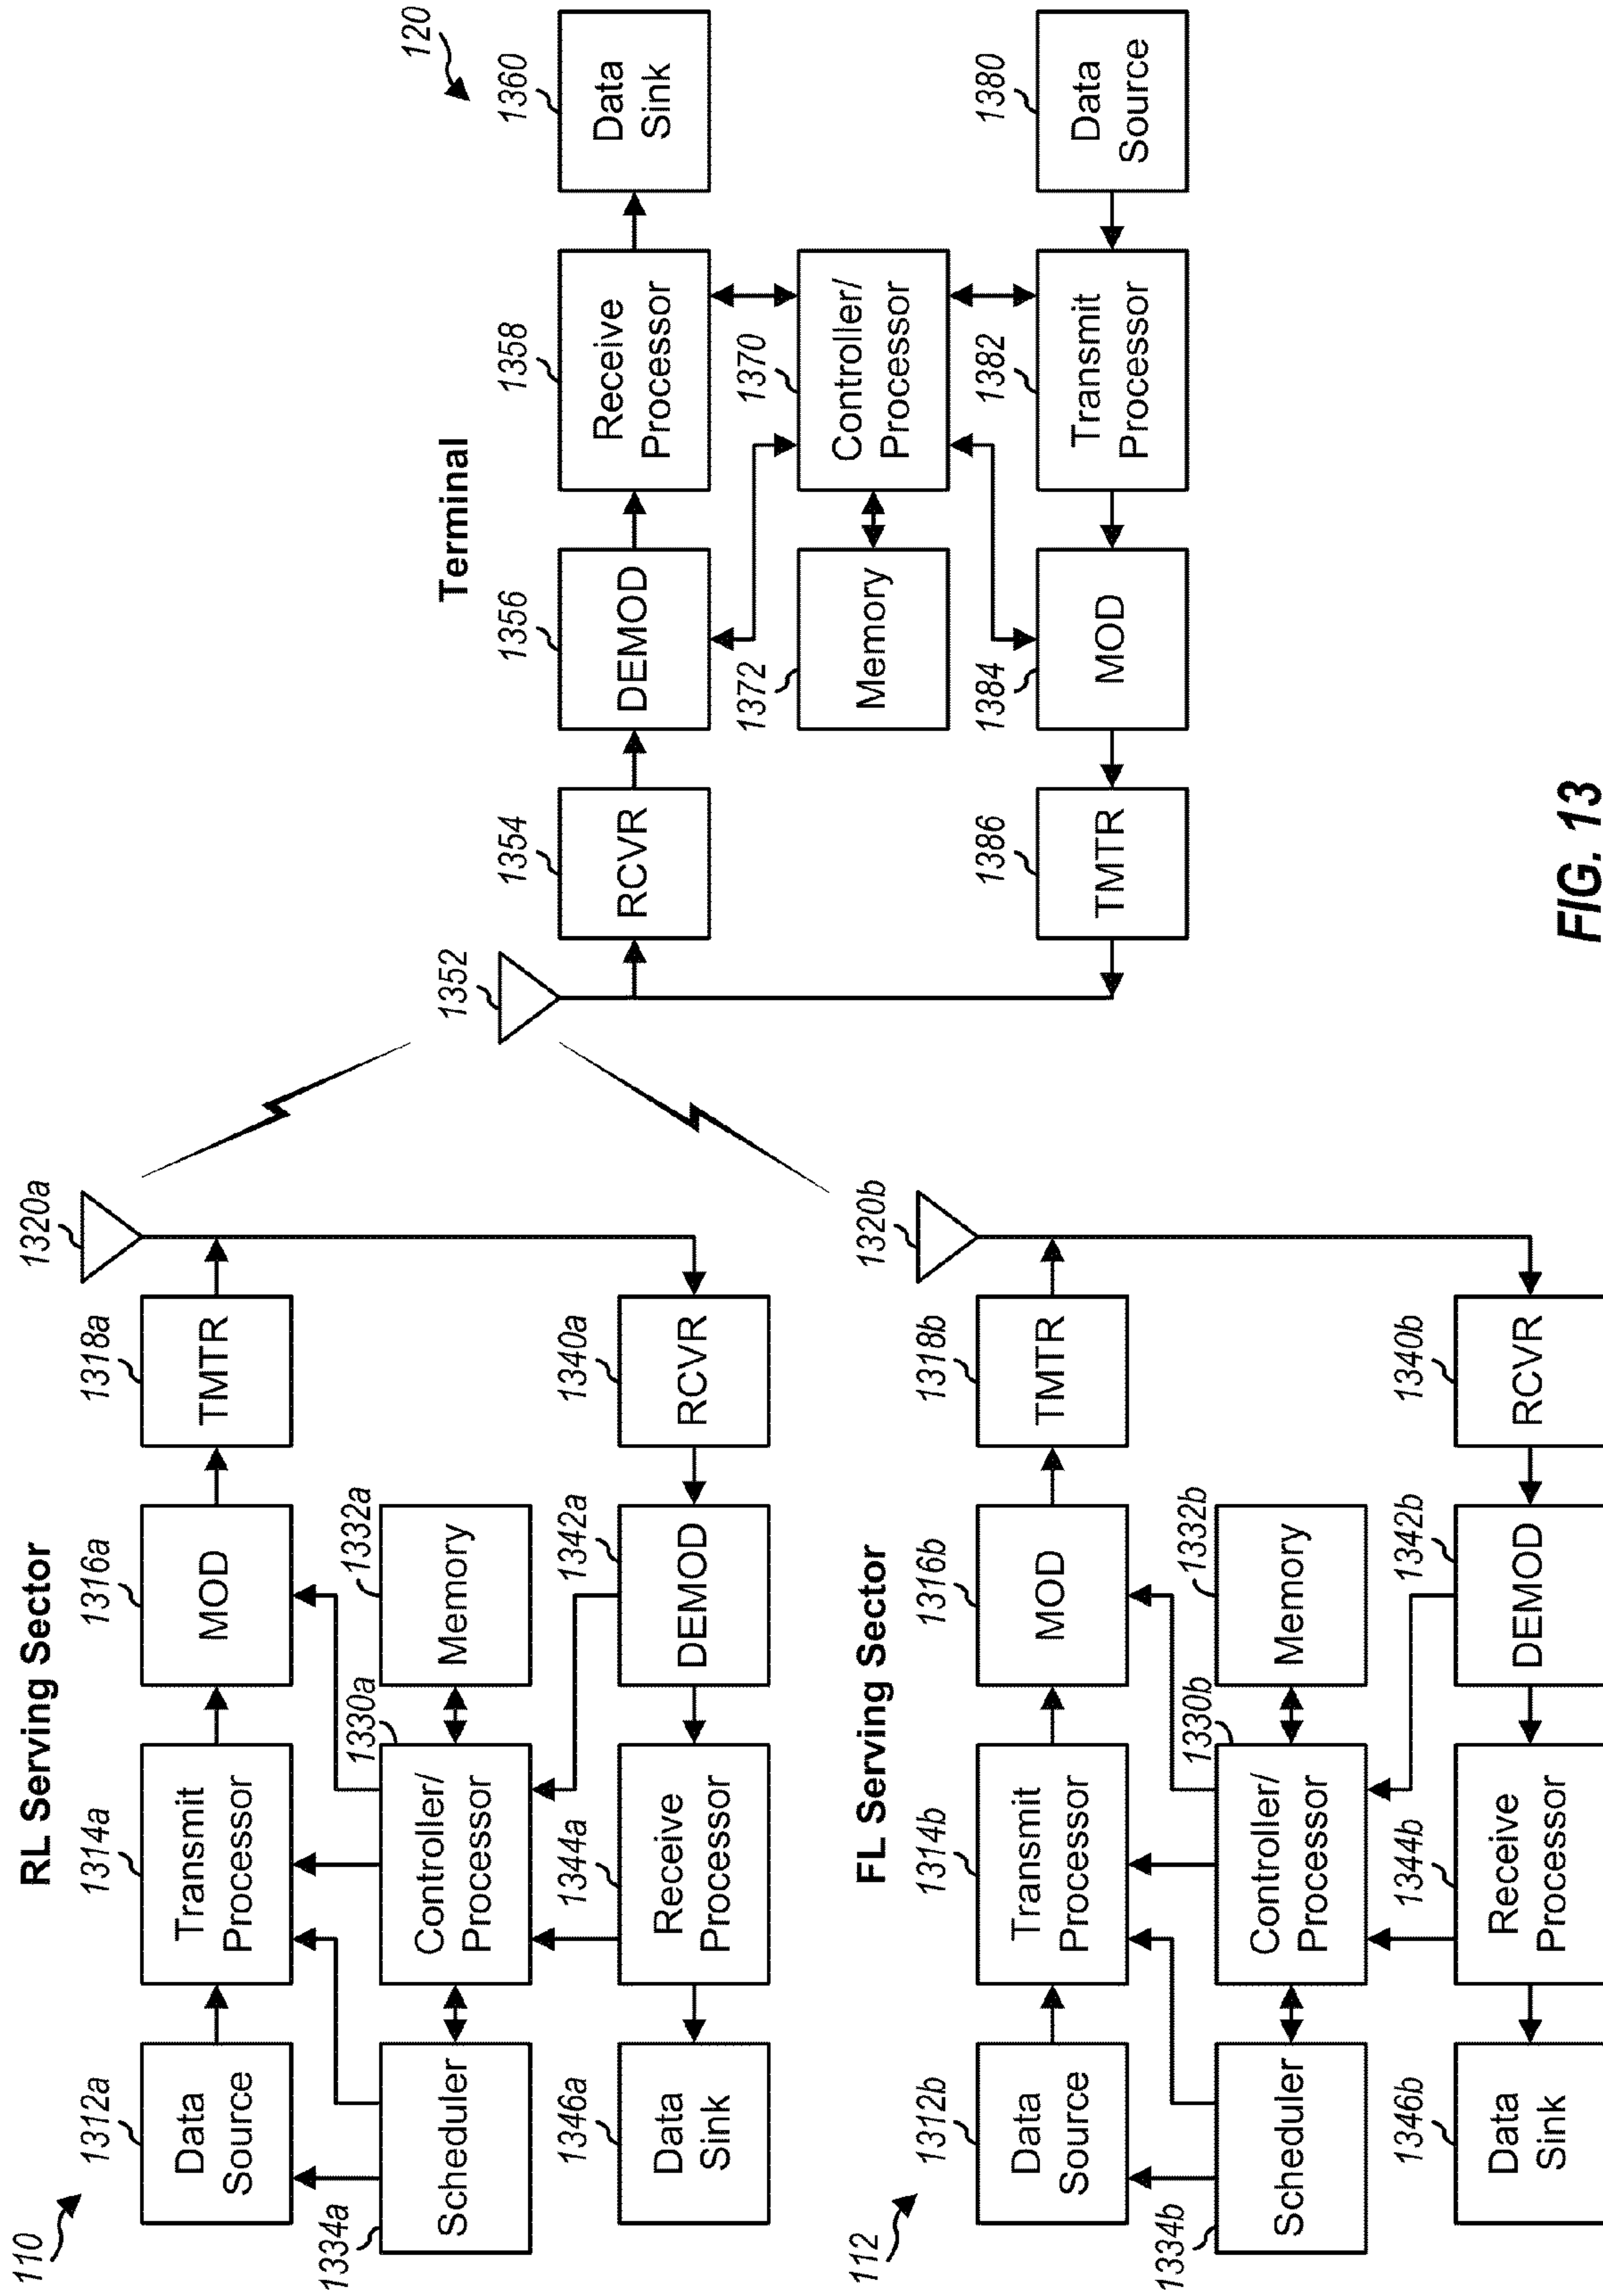 110
RL Serving Sector
1312a
Data
Source
1314a
Transmit
Processor
1316a
MOD
1318a
TMTR
1320a
1334a
Scheduler
1330a
Controller/
Processor
1332a
Memory
1346a
Data
Sink
1344a
Receive
Processor
1342a
DEMOD
1340a
RCVR
112
FL Serving Sector
1312b
Data
Source
1314b
Transmit
Processor
1316b
MOD
1318b
TMTR
1320b
1334b
Scheduler
1330b
Controller/
Processor
1332b
Memory
1346b
Data
Sink
1344b
Receive
Processor
1342b
DEMOD
1340b
RCVR
120
Terminal
1352
1354
RCVR
1356
DEMOD
1358
Receive
Processor
1360
Data
Sink
1372
Memory
1370
Controller/
Processor
1386
TMTR
1384
MOD
1382
Transmit
Processor
1380
Data
Source
FIG. 13